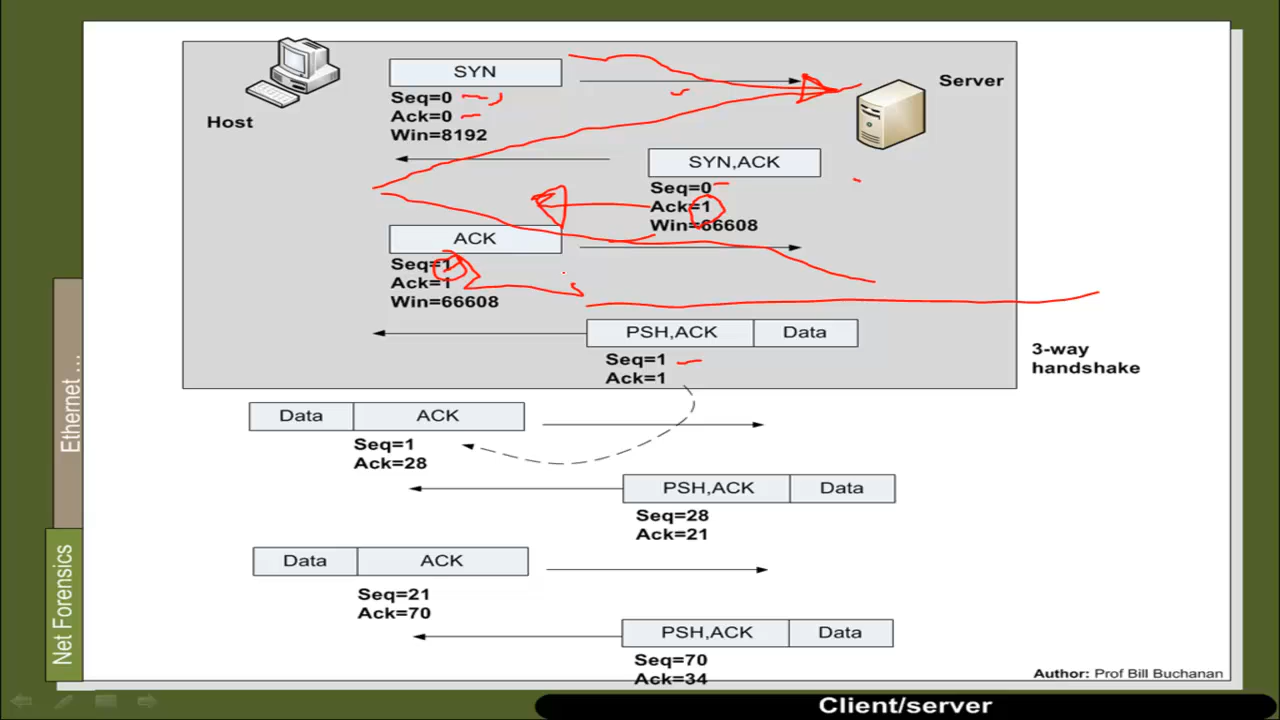 SYN
Server
Seq=0
Ack=0
Host
Win=8192
SYN,ACK
Seq=0
Ack=1
Win=66608
ACK
Seq=1
Ack=1
Win=66608
PSH,ACK Data
Seq=1
Ack=1
3-way
handshake
Data ACK
Seq=1
Ack=28
PSH,ACK Data
Seq=28
Ack=21
Data ACK
Seq=21
Ack=70
PSH,ACK Data
Seq=70
Ack=34
Ethernet ...
Net Forensics
Author: Prof Bill Buchanan
Client/server